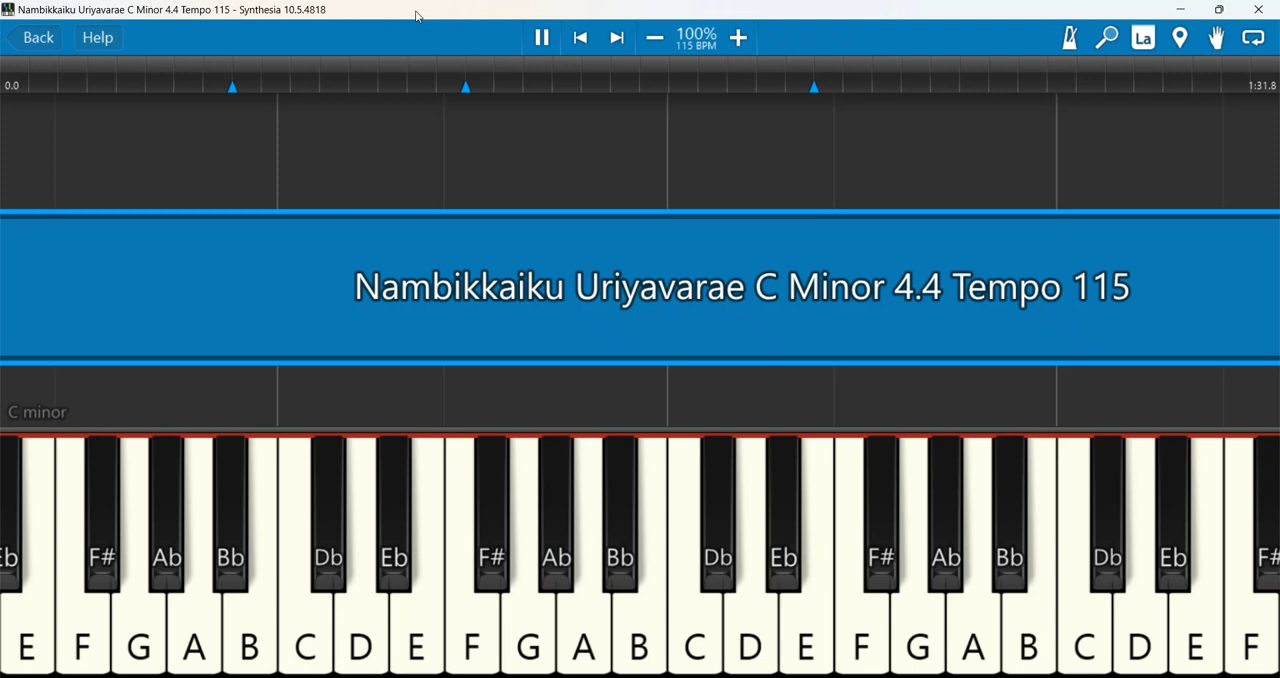 Nambikkaiku Uriyavarae C Minor 4.4 Tempo 115 - Synthesia 10.5.4818
Back Help 100% La
115 BPM
0.0 1:31.8
Nambikkaiku Uriyavarae C Minor 4.4 Tempo 115
C minor
Eb F# Ab Bb Db Eb F# Ab Bb Db Eb F# Ab Bb Db Eb F#
E F G A B C D E F G A B C D E F G A B C D E F